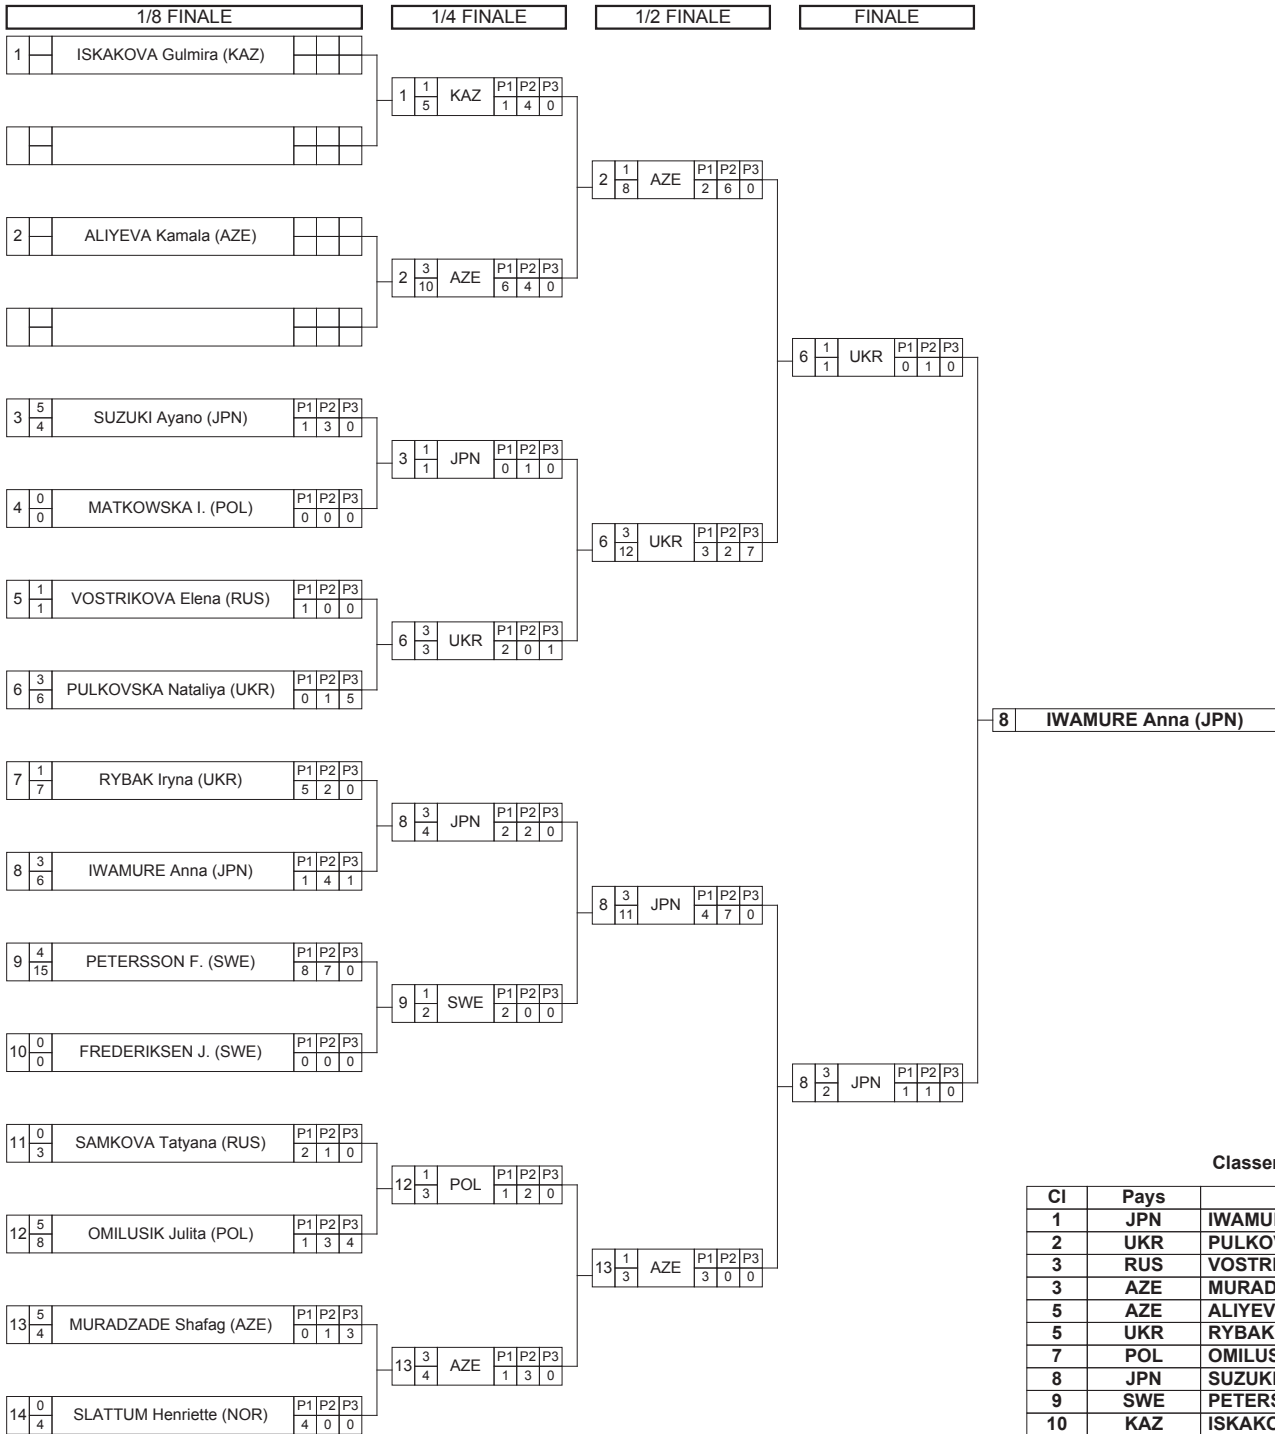 1/8 FINALE 1/4 FINALE 1/2 FINALE FINALE
1 ISKAKOVA Gulmira (KAZ)
1 1 5 KAZ P1 P2 P3 1 4 0
2 1 8 AZE P1 P2 P3 2 6 0
2 ALIYEVA Kamala (AZE)
2 3 10 AZE P1 P2 P3 6 4 0
6 1 1 UKR P1 P2 P3 0 1 0
3 5 4 SUZUKI Ayano (JPN) P1 P2 P3 1 3 0
3 1 1 JPN P1 P2 P3 0 1 0
4 0 0 MATKOWSKA I. (POL) P1 P2 P3 0 0 0
6 3 12 UKR P1 P2 P3 3 2 7
5 1 1 VOSTRIKOVA Elena (RUS) P1 P2 P3 1 0 0
6 3 3 UKR P1 P2 P3 2 0 1
6 3 6 PULKOVSKA Nataliya (UKR) P1 P2 P3 0 1 5
8 IWAMURE Anna (JPN)
7 1 7 RYBAK Iryna (UKR) P1 P2 P3 5 2 0
8 3 4 JPN P1 P2 P3 2 2 0
8 3 6 IWAMURE Anna (JPN) P1 P2 P3 1 4 1
8 3 11 JPN P1 P2 P3 4 7 0
9 4 15 PETERSSON F. (SWE) P1 P2 P3 8 7 0
9 1 2 SWE P1 P2 P3 2 0 0
10 0 0 FREDERIKSEN J. (SWE) P1 P2 P3 0 0 0
8 3 2 JPN P1 P2 P3 1 1 0
11 0 3 SAMKOVA Tatyana (RUS) P1 P2 P3 2 1 0
12 1 3 POL P1 P2 P3 1 2 0
12 5 8 OMILUSIK Julita (POL) P1 P2 P3 1 3 4
13 1 3 AZE P1 P2 P3 3 0 0
13 5 4 MURADZADE Shafag (AZE) P1 P2 P3 0 1 3
13 3 4 AZE P1 P2 P3 1 3 0
14 0 4 SLATTUM Henriette (NOR) P1 P2 P3 4 0 0
Classer
Cl Pays
1 JPN IWAMU
2 UKR PULKO
3 RUS VOSTR
3 AZE MURAD
5 AZE ALIYEV
5 UKR RYBAK
7 POL OMILUS
8 JPN SUZUK
9 SWE PETERS
10 KAZ ISKAKO